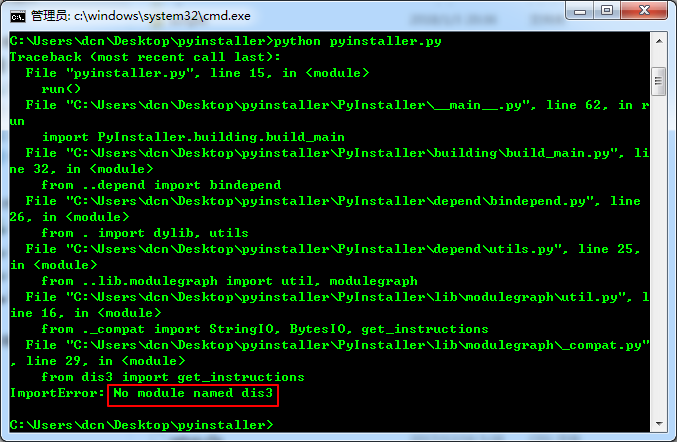 管理员: c:\windows\system32\cmd.exe
C:\Users\dcn\Desktop\pyinstaller>python pyinstaller.py
Traceback (most recent call last):
  File "pyinstaller.py", line 15, in <module>
    run()
  File "C:\Users\dcn\Desktop\pyinstaller\PyInstaller\__main__.py", line 62, in r
un
    import PyInstaller.building.build_main
  File "C:\Users\dcn\Desktop\pyinstaller\PyInstaller\building\build_main.py", li
ne 32, in <module>
    from ..depend import bindepend
  File "C:\Users\dcn\Desktop\pyinstaller\PyInstaller\depend\bindepend.py", line
26, in <module>
    from . import dylib, utils
  File "C:\Users\dcn\Desktop\pyinstaller\PyInstaller\depend\utils.py", line 25,
in <module>
    from ..lib.modulegraph import util, modulegraph
  File "C:\Users\dcn\Desktop\pyinstaller\PyInstaller\lib\modulegraph\util.py", l
ine 16, in <module>
    from ._compat import StringIO, BytesIO, get_instructions
  File "C:\Users\dcn\Desktop\pyinstaller\PyInstaller\lib\modulegraph\_compat.py"
, line 29, in <module>
    from dis3 import get_instructions
ImportError: No module named dis3
C:\Users\dcn\Desktop\pyinstaller>